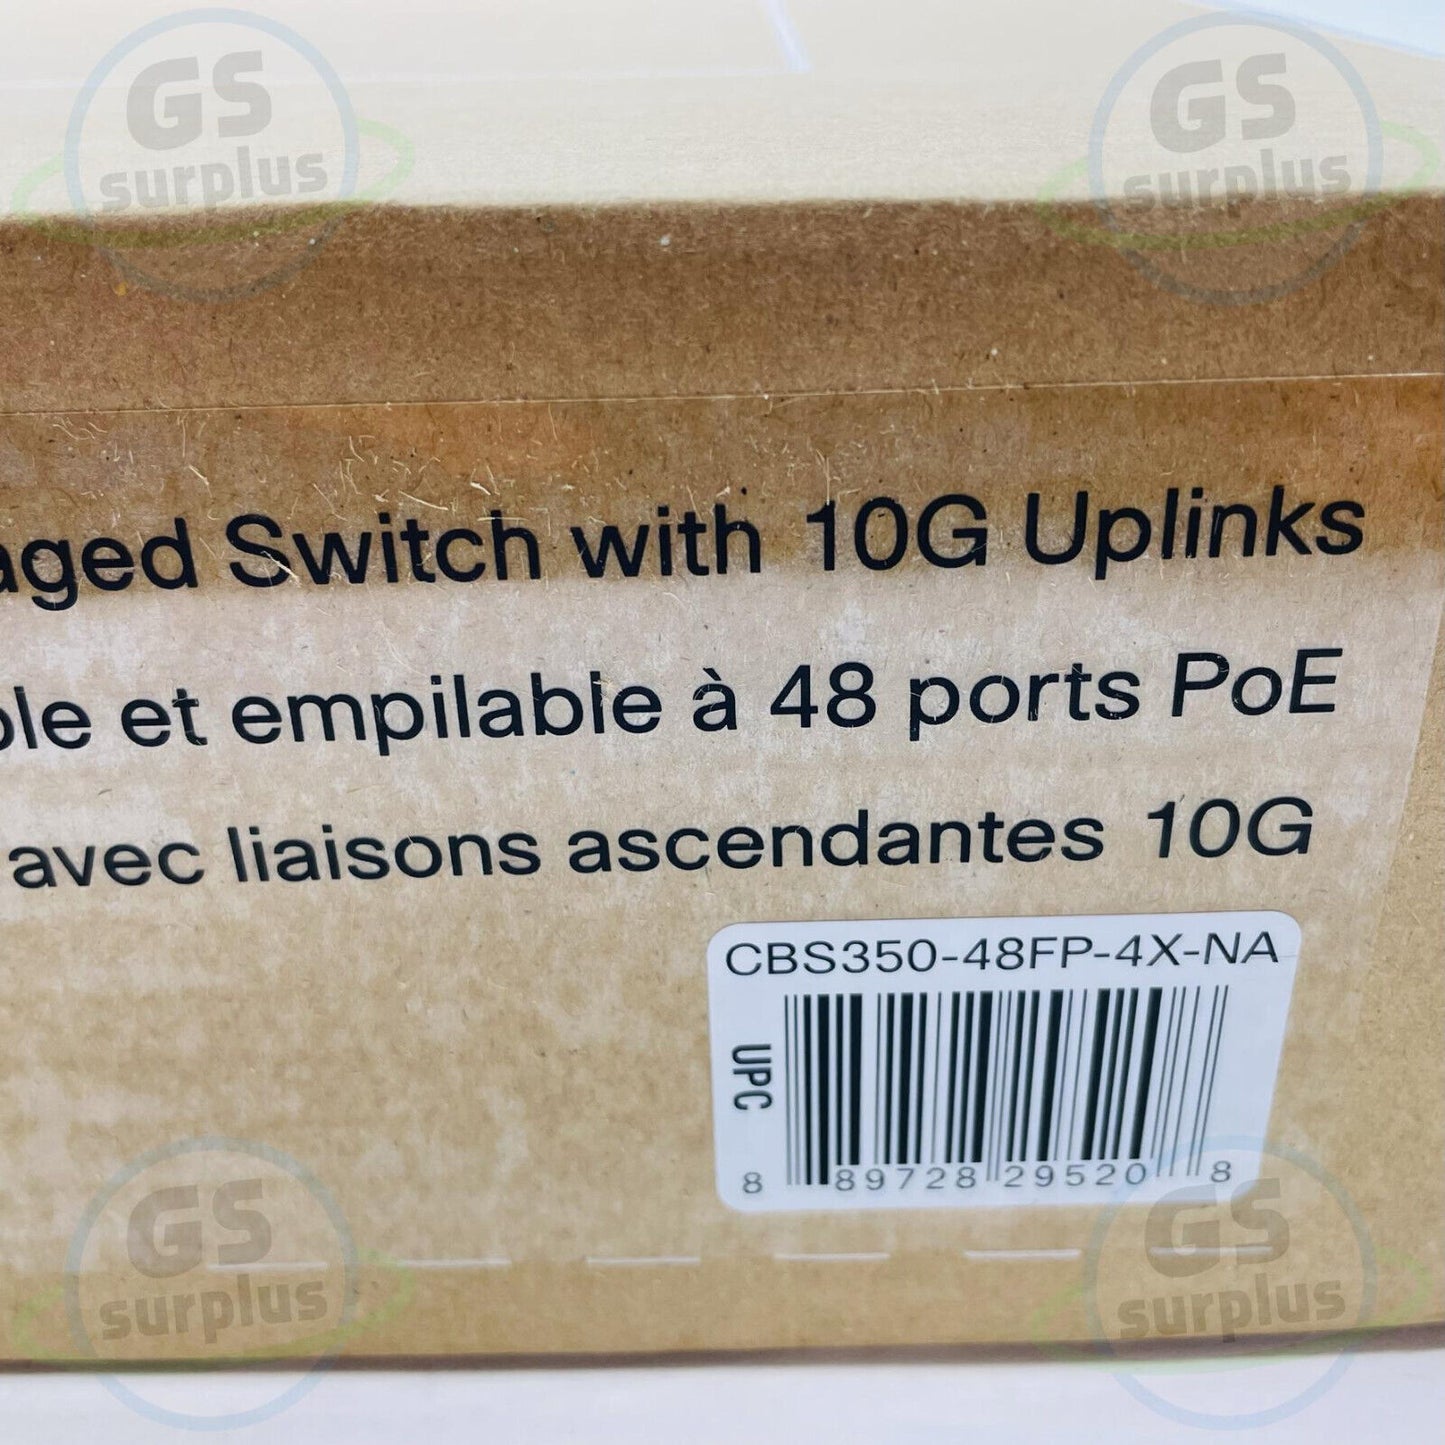 GS
surplus
GS
surplus
aged Switch with 10G Uplinks
ble et empilable à 48 ports PoE
avec liaisons ascendantes 10G
CBS350-48FP-4X-NA
UPC
8 89728 29520 8
GS
surplus
GS
surplus